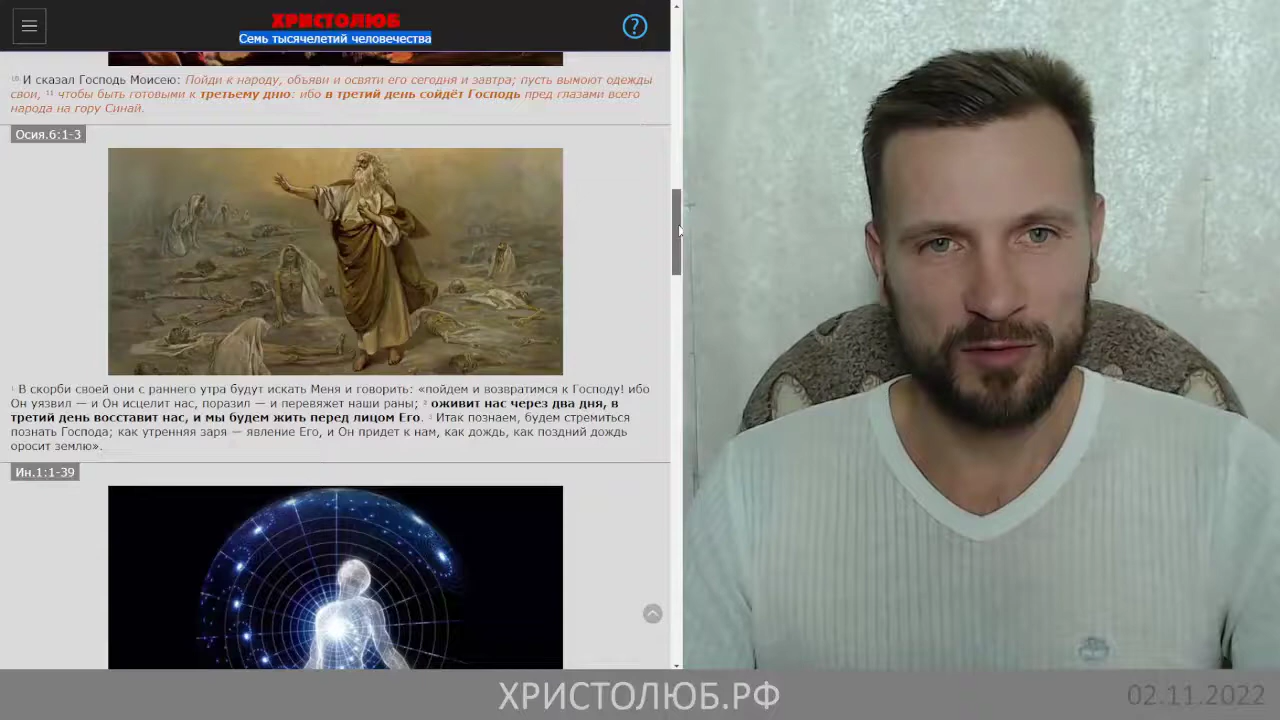 ХРИСТОЛЮБ
Семь тысячелетий человечества
¹⁰ И сказал Господь Моисею: Пойди к народу, объяви и освяти его сегодня и завтра; пусть вымоют одежды
свои, ¹¹ чтобы быть готовыми к третьему дню: ибо в третий день сойдёт Господь пред глазами всего
народа на гору Синай.
Осия.6:1-3
¹ В скорби своей они с раннего утра будут искать Меня и говорить: «пойдем и возвратимся к Господу! ибо
Он уязвил — и Он исцелит нас, поразил — и перевяжет наши раны; ² оживит нас через два дня, в
третий день восставит нас, и мы будем жить перед лицом Его. ³ Итак познаем, будем стремиться
познать Господа; как утренняя заря — явление Его, и Он придет к нам, как дождь, как поздний дождь
оросит землю».
Ин.1:1-39
ХРИСТОЛЮБ.РФ
02.11.2022